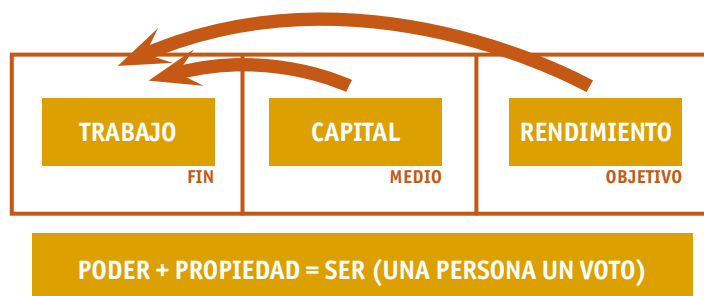 TRABAJO
FIN
CAPITAL
MEDIO
RENDIMIENTO
OBJETIVO
PODER + PROPIEDAD = SER (UNA PERSONA UN VOTO)